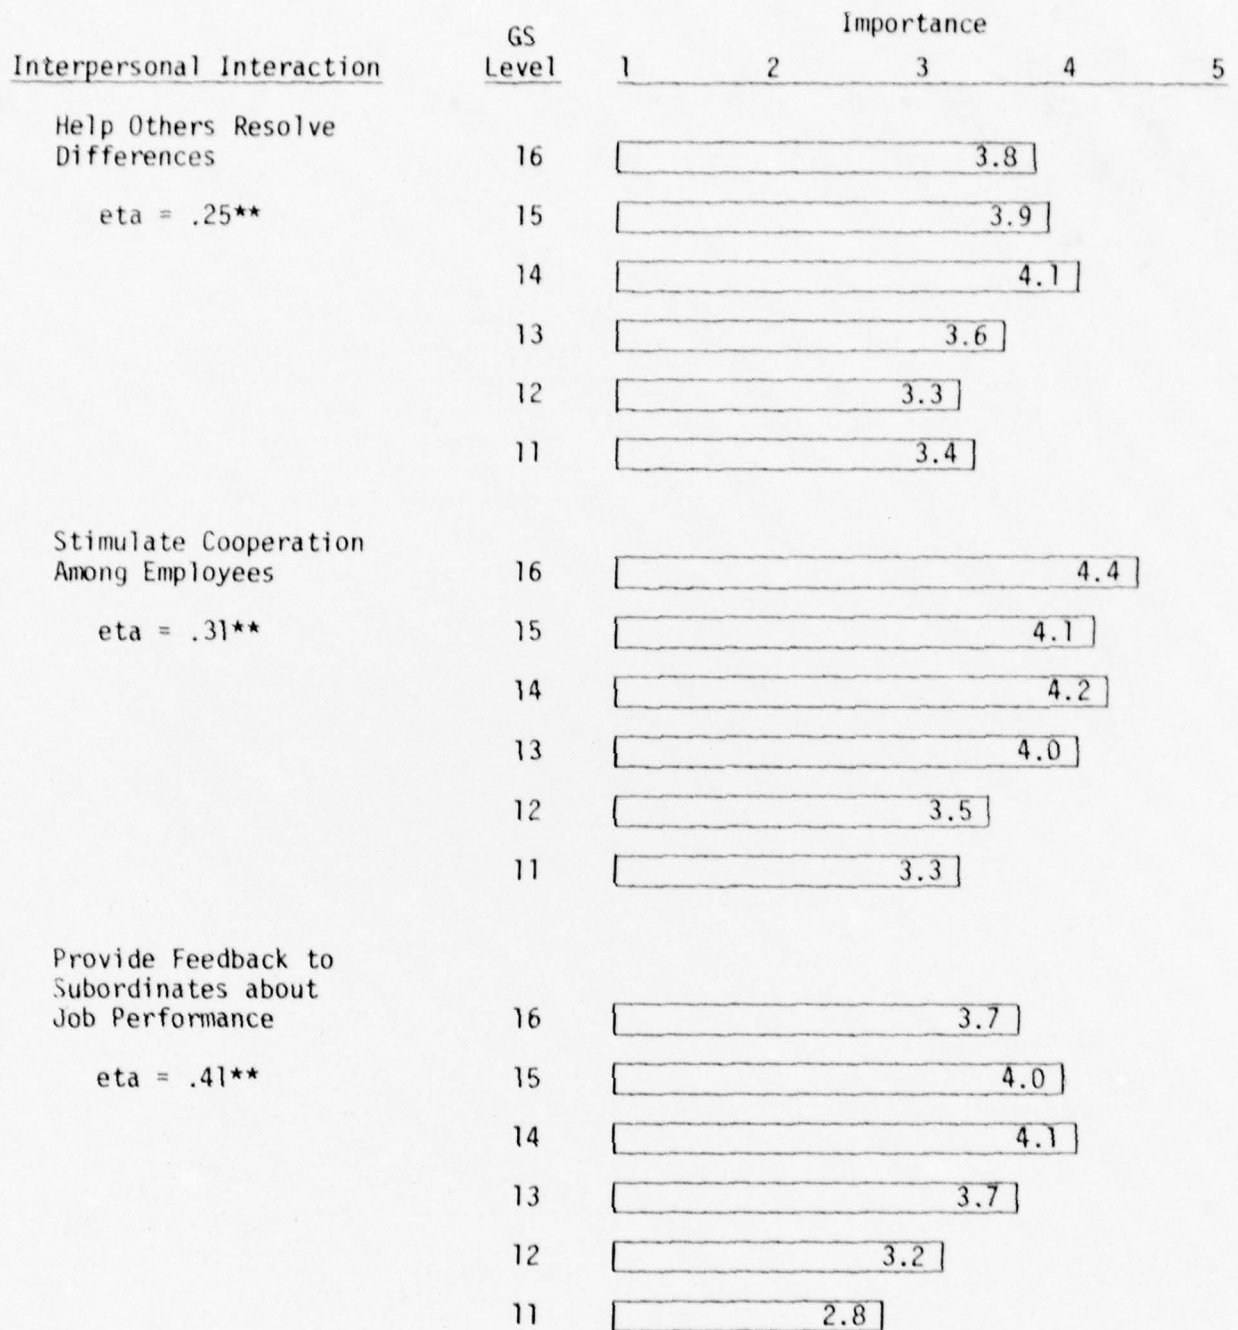 Importance
GS
Interpersonal Interaction Level 1 2 3 4 5
Help Others Resolve
Differences 16 3.8
eta = .25** 15 3.9
14 4.1
13 3.6
12 3.3
11 3.4
Stimulate Cooperation
Among Employees 16 4.4
eta = .31** 15 4.1
14 4.2
13 4.0
12 3.5
11 3.3
Provide Feedback to
Subordinates about
Job Performance 16 3.7
eta = .41** 15 4.0
14 4.1
13 3.7
12 3.2
11 2.8